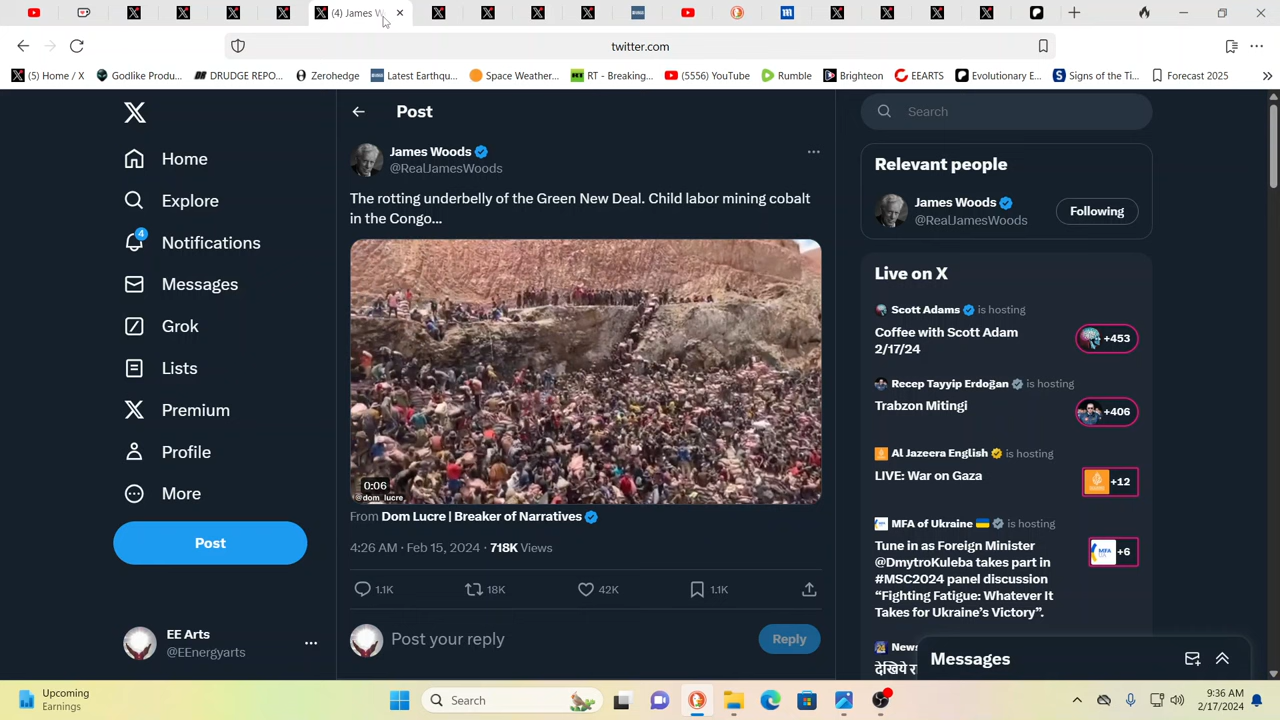 (4) James W
twitter.com
(5) Home / X
Godlike Produ...
DRUDGE REPO...
Zerohedge
Latest Earthqu...
Space Weather...
RT - Breaking...
(5556) YouTube
Rumble
Brighteon
EEARTS
Evolutionary E...
Signs of the Ti...
Forecast 2025
Home
Explore
4
Notifications
Messages
Grok
Lists
Premium
Profile
More
Post
EE Arts
@EEnergyarts
Post
James Woods
@RealJamesWoods
The rotting underbelly of the Green New Deal. Child labor mining cobalt
in the Congo...
0:06
@dom_lucre
From Dom Lucre | Breaker of Narratives
4:26 AM · Feb 15, 2024 · 718K Views
1.1K 18K 42K 1.1K
Post your reply
Reply
Search
Relevant people
James Woods
@RealJamesWoods
Following
Live on X
Scott Adams is hosting
Coffee with Scott Adam
2/17/24
+453
Recep Tayyip Erdoğan is hosting
Trabzon Mitingi
+406
Al Jazeera English is hosting
LIVE: War on Gaza
+12
MFA of Ukraine is hosting
Tune in as Foreign Minister
@DmytroKuleba takes part in
#MSC2024 panel discussion
“Fighting Fatigue: Whatever It
Takes for Ukraine’s Victory”.
+6
News
देखिये
Messages
Upcoming
Earnings
Search
9:36 AM
2/17/2024